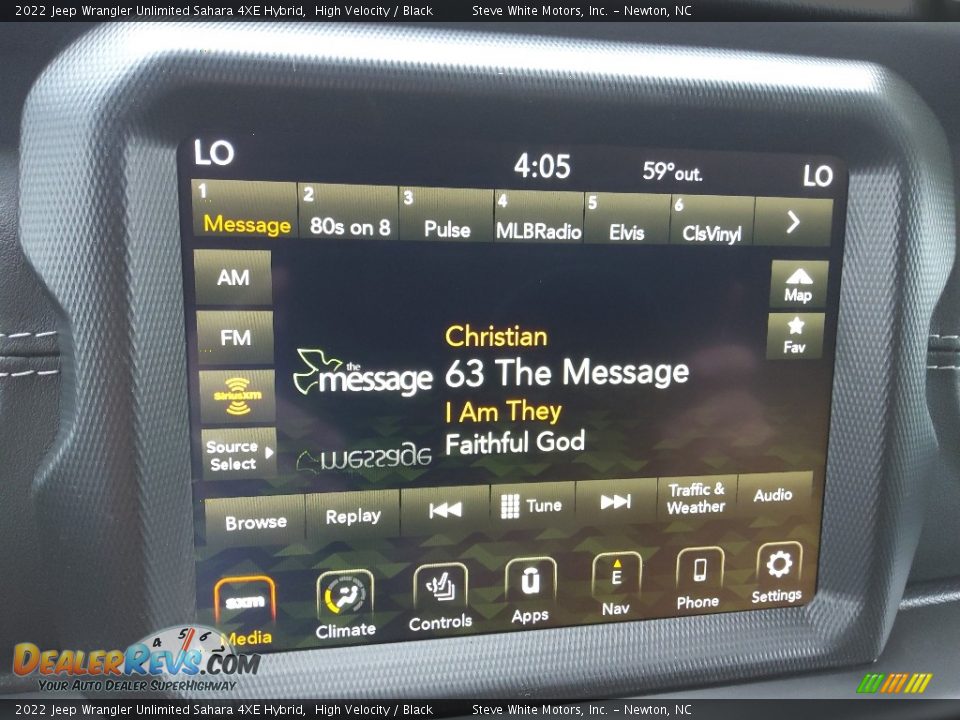 2022 Jeep Wrangler Unlimited Sahara 4XE Hybrid,  High Velocity / Black        Steve White Motors, Inc. - Newton, NC
LO 4:05 59° out. LO
1 2 3 4 5 6
Message 80s on 8 Pulse MLBRadio Elvis ClsVinyl
AM
Map
FM
Fav
Christian
the message 63 The Message
SiriusXM
I Am They
Faithful God
Source Select
message
Browse Replay Tune Traffic & Weather Audio
sxm E
Media Climate Controls Apps Nav Phone Settings
4 5 6
DealerRevs.com
Your Auto Dealer SuperHighway
2022 Jeep Wrangler Unlimited Sahara 4XE Hybrid,  High Velocity / Black        Steve White Motors, Inc. - Newton, NC